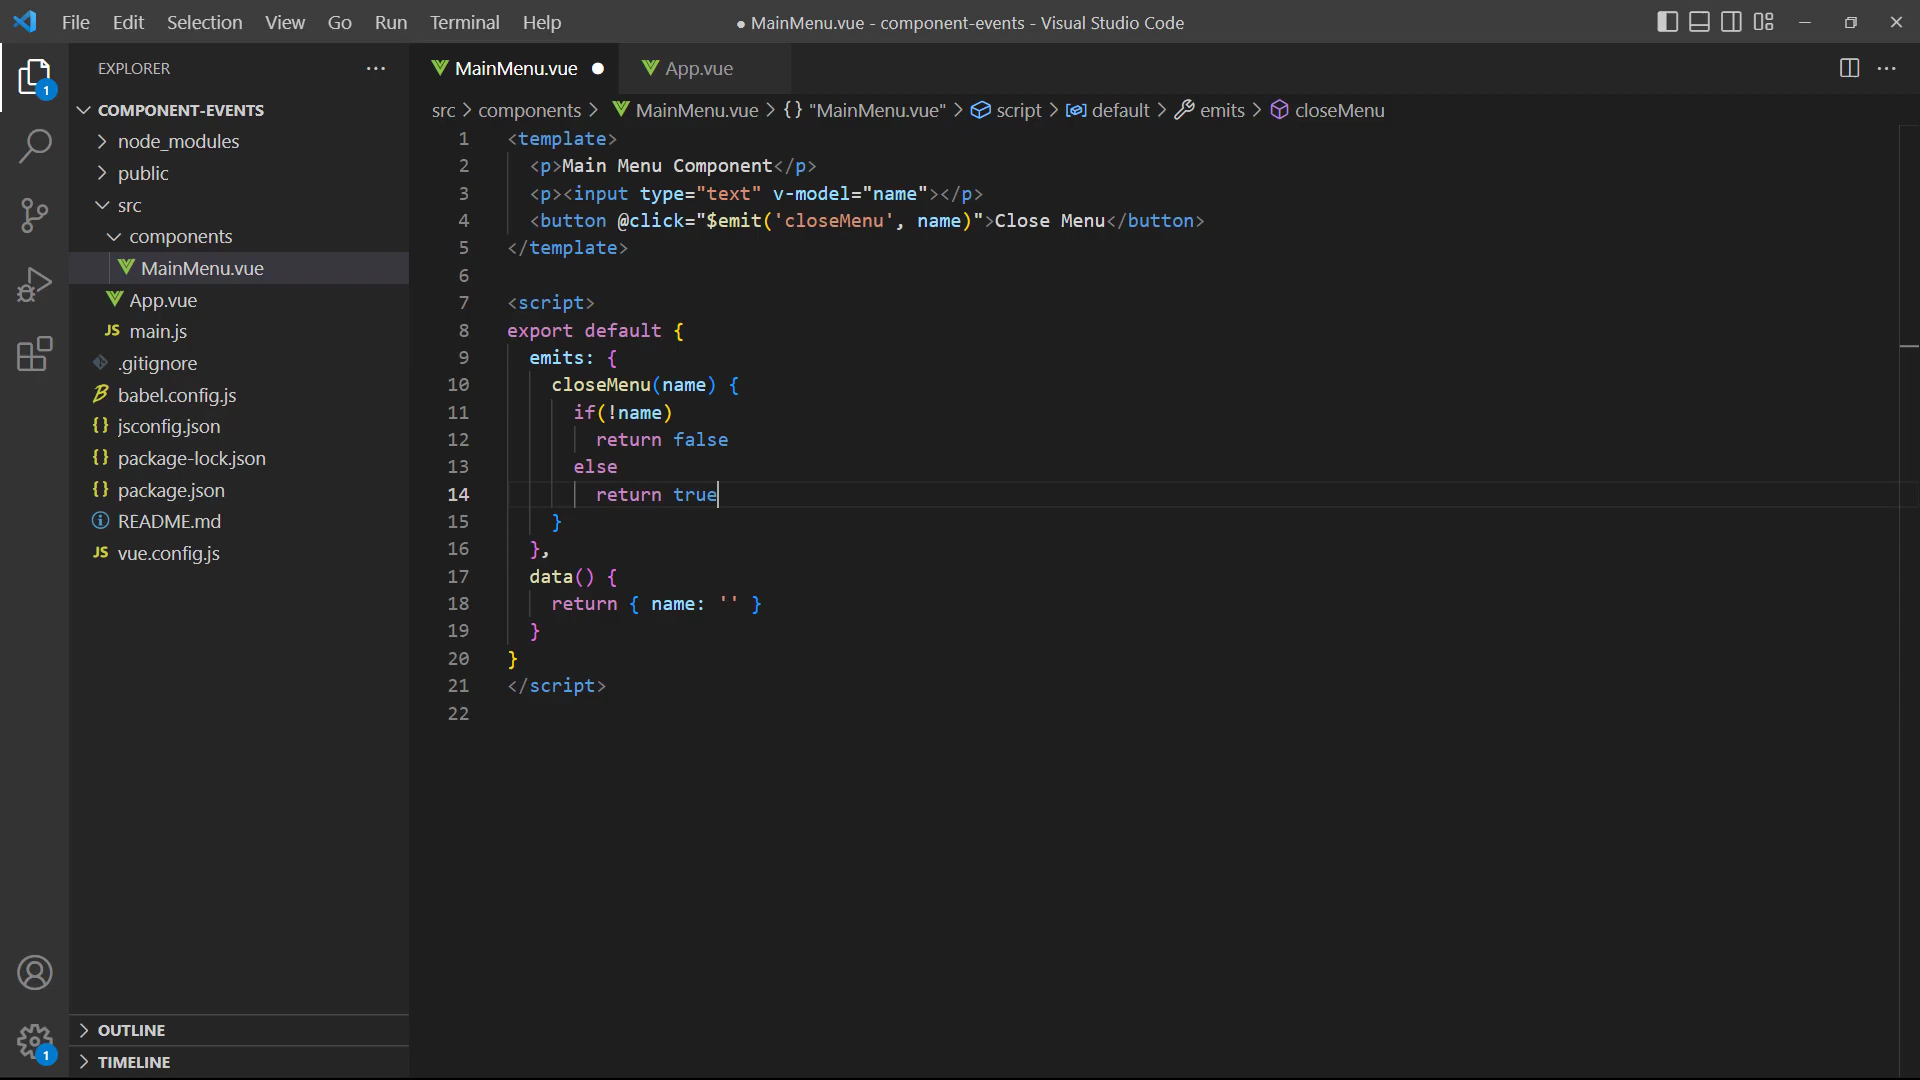 File Edit Selection View Go Run Terminal Help
● MainMenu.vue - component-events - Visual Studio Code
EXPLORER
COMPONENT-EVENTS
node_modules
public
src
components
MainMenu.vue
App.vue
JS main.js
.gitignore
babel.config.js
{} jsconfig.json
{} package-lock.json
{} package.json
README.md
JS vue.config.js
OUTLINE
TIMELINE
1
1
MainMenu.vue ●
App.vue
src > components > MainMenu.vue > {} "MainMenu.vue" > script > default > emits > closeMenu
1 <template>
2 <p>Main Menu Component</p>
3 <p><input type="text" v-model="name"></p>
4 <button @click="$emit('closeMenu', name)">Close Menu</button>
5 </template>
6
7 <script>
8 export default {
9 emits: {
10 closeMenu(name) {
11 if(!name)
12 return false
13 else
14 return true
15 }
16 },
17 data() {
18 return { name: '' }
19 }
20 }
21 </script>
22